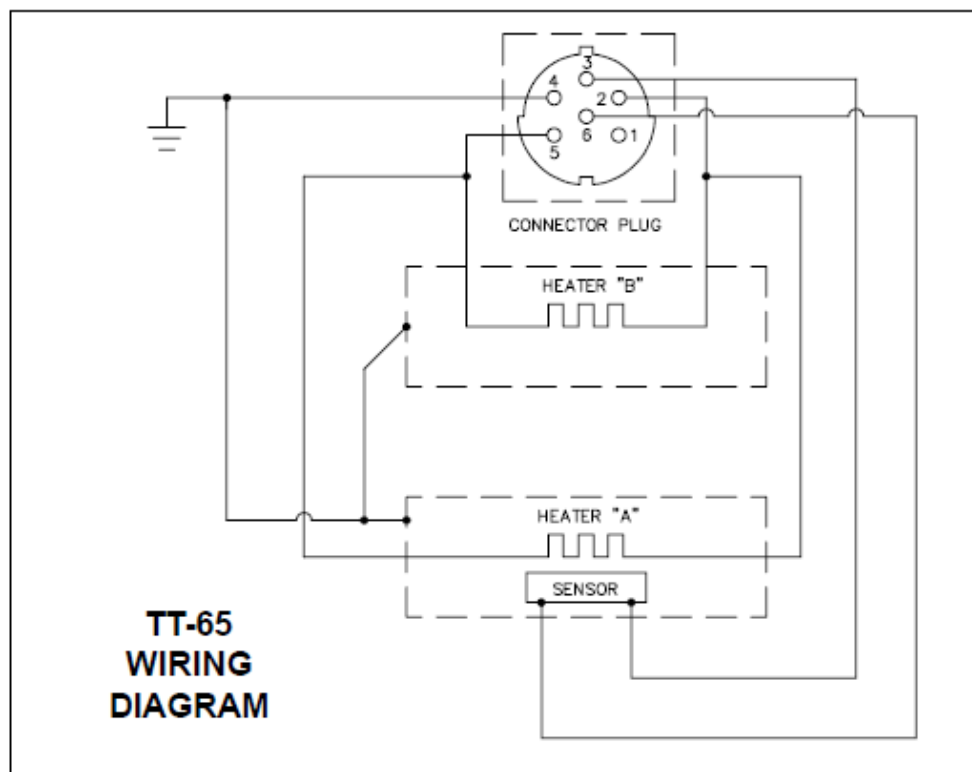 3
4
2
6
1
5
CONNECTOR PLUG
HEATER "B"
HEATER "A"
SENSOR
TT-65
WIRING
DIAGRAM